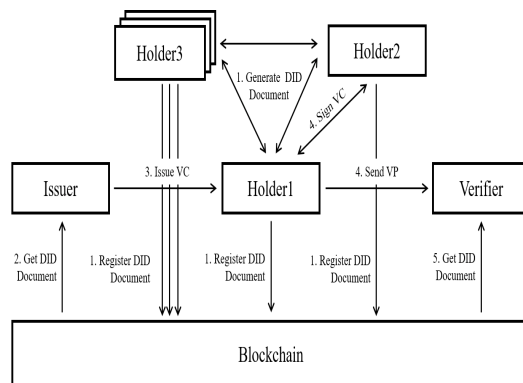 Holder3
Holder2
1. Generate DID
Document
4. Sign VC
Issuer
3. Issue VC
Holder1
4. Send VP
Verifier
2. Get DID
Document
1. Register DID
Document
1. Register DID
Document
1. Register DID
Document
5. Get DID
Document
Blockchain